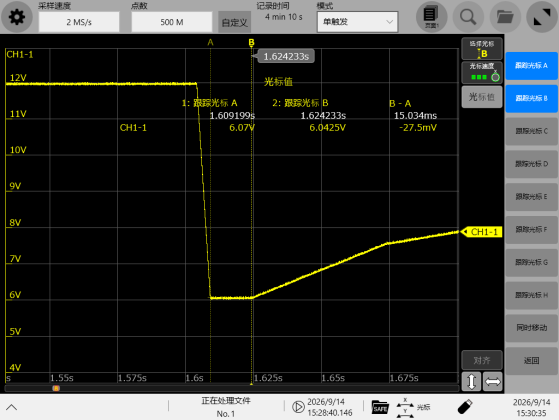 采样速度 点数 记录时间 模式
2 MS/s 500 M 自定义 4 min 10 s 单触发 页面1
CH1-1 A B 选择光标
B
1.624233s 光标速度
12V 光标值 光标值
1: 跟踪光标 A 2: 跟踪光标 B B - A
1.609199s 1.624233s 15.034ms
CH1-1 6.07V 6.0425V -27.5mV
11V
10V
9V
8V
CH1-1
7V
6V
5V
4V 对齐
s 1.55s 1.575s 1.6s 1.625s 1.65s 1.675s
跟踪光标 A
跟踪光标 B
跟踪光标 C
跟踪光标 D
跟踪光标 E
跟踪光标 F
跟踪光标 G
跟踪光标 H
同时移动
返回
正在处理文件 2026/9/14 SAFE X 光标 2026/9/14
No. 1 15:28:40.146 Y 15:30:35